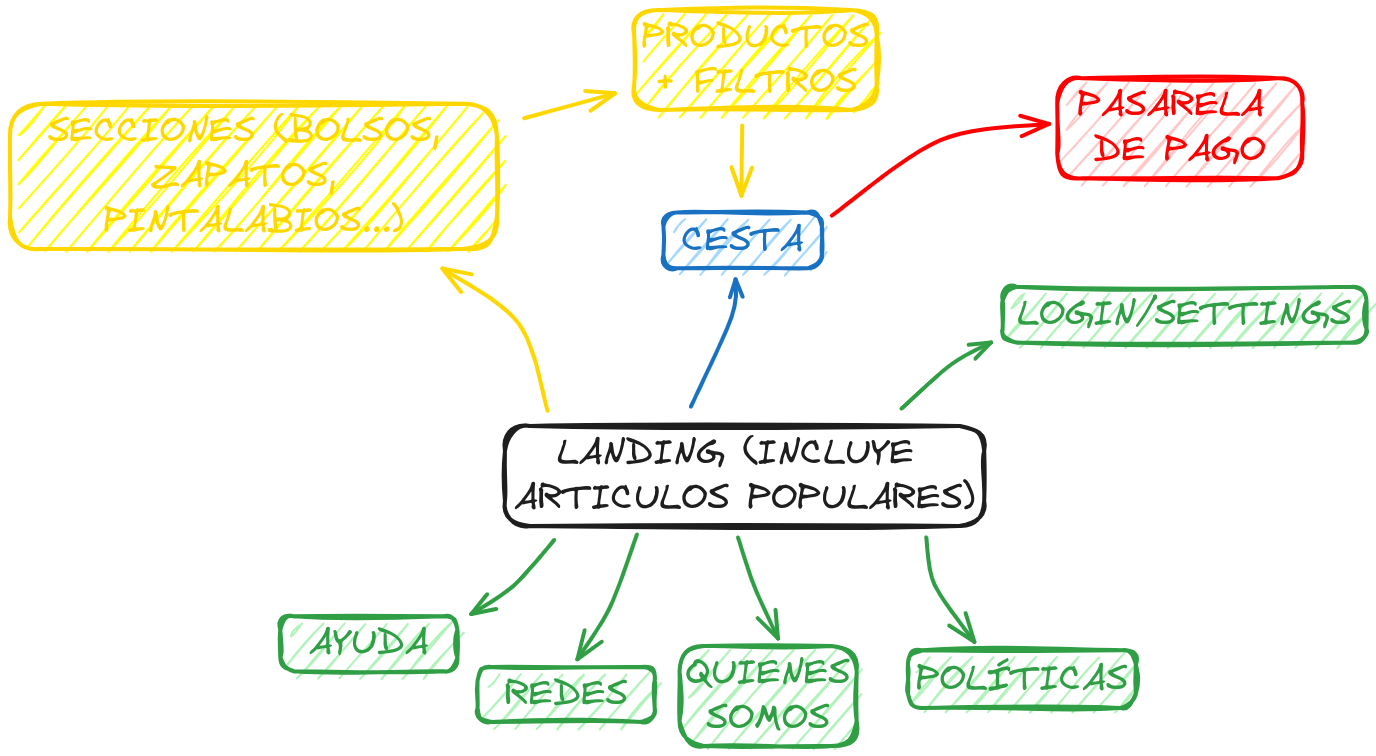 PRODUCTOS
+ FILTROS
PASARELA
DE PAGO
SECCIONES (BOLSOS,
ZAPATOS,
PINTALABIOS...)
CESTA
LOGIN/SETTINGS
LANDING (INCLUYE
ARTICULOS POPULARES)
AYUDA
REDES
QUIENES
SOMOS
POLÍTICAS